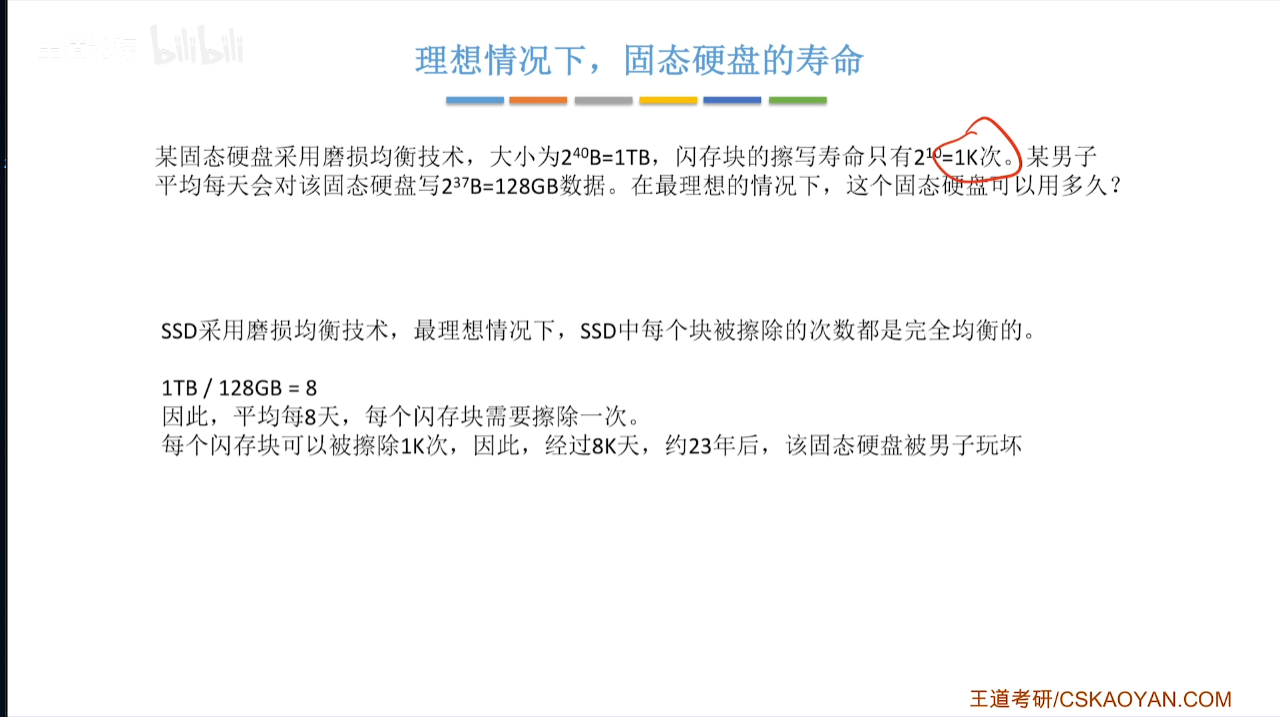 bilibili
理想情况下，固态硬盘的寿命
某固态硬盘采用磨损均衡技术，大小为2⁴⁰B=1TB，闪存块的擦写寿命只有2¹⁰=1K次。某男子
平均每天会对该固态硬盘写2³⁷B=128GB数据。在最理想的情况下，这个固态硬盘可以用多久？
SSD采用磨损均衡技术，最理想情况下，SSD中每个块被擦除的次数都是完全均衡的。
1TB / 128GB = 8
因此，平均每8天，每个闪存块需要擦除一次。
每个闪存块可以被擦除1K次，因此，经过8K天，约23年后，该固态硬盘被男子玩坏
王道考研/CSKAOYAN.COM